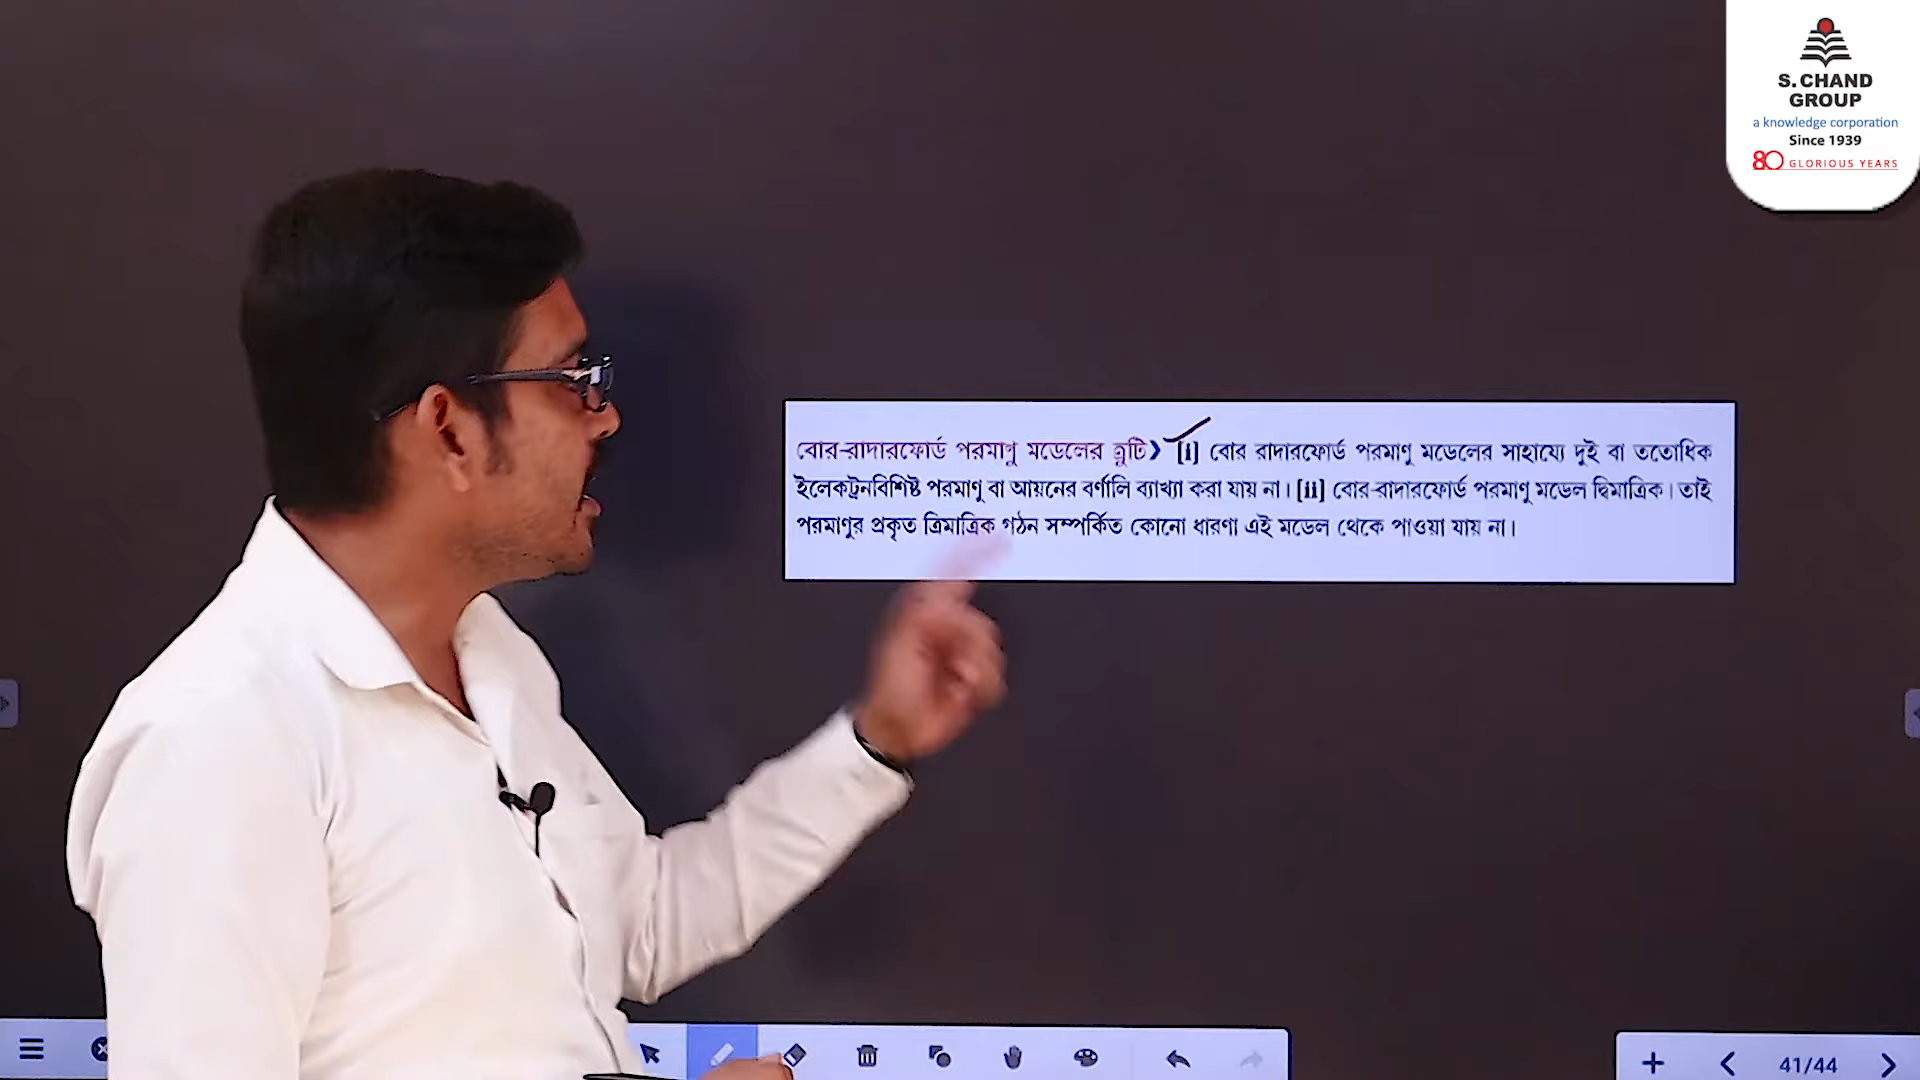 S. CHAND
GROUP
a knowledge corporation
Since 1939
80 GLORIOUS YEARS
বোর-রাদারফোর্ড পরমাণু মডেলের ত্রুটি❯ [i] বোর রাদারফোর্ড পরমাণু মডেলের সাহায্যে দুই বা ততোধিক
ইলেকট্রনবিশিষ্ট পরমাণু বা আয়নের বর্ণালি ব্যাখ্যা করা যায় না। [ii] বোর-রাদারফোর্ড পরমাণু মডেল দ্বিমাত্রিক। তাই
পরমাণুর প্রকৃত ত্রিমাত্রিক গঠন সম্পর্কিত কোনো ধারণা এই মডেল থেকে পাওয়া যায় না।
41/44